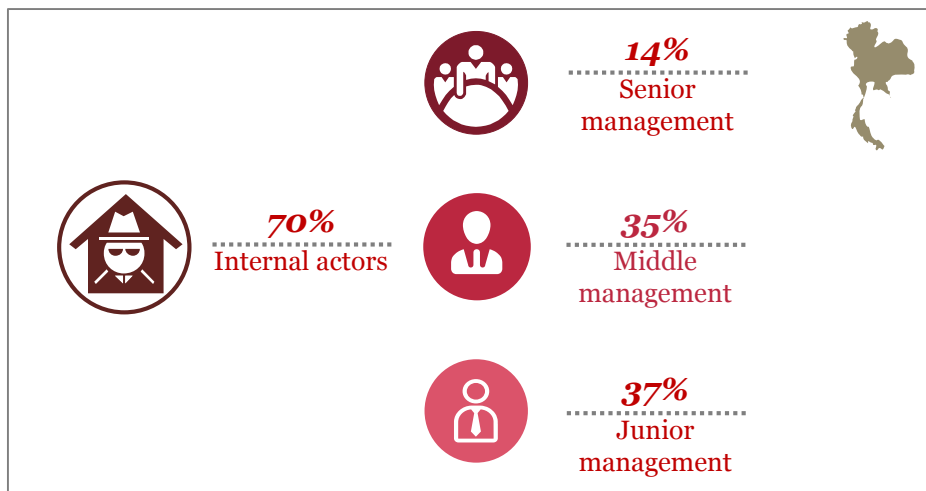 14%
Senior
management
70%
Internal actors
35%
Middle
management
37%
Junior
management